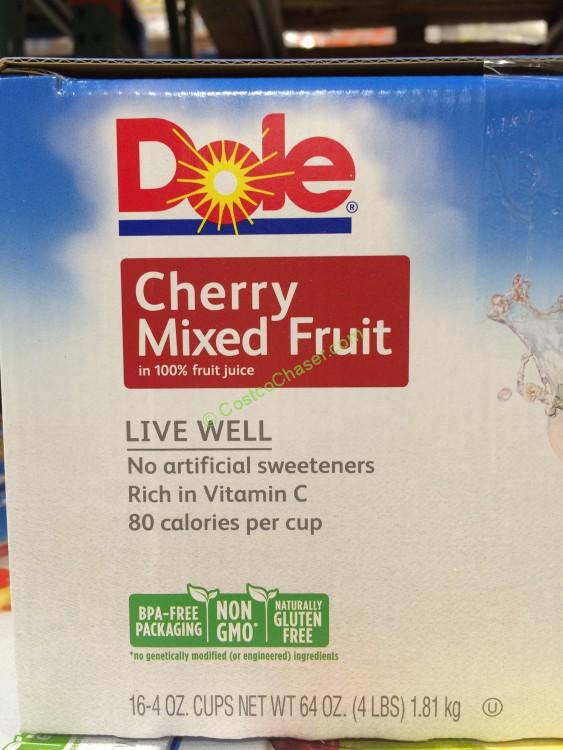 Dole®
Cherry
Mixed Fruit
in 100% fruit juice
© CostcoChaser.com
LIVE WELL
No artificial sweeteners
Rich in Vitamin C
80 calories per cup
BPA-FREE
PACKAGING
NON
GMO*
NATURALLY
GLUTEN
FREE
*no genetically modified (or engineered) ingredients
16-4 OZ. CUPS NET WT 64 OZ. (4 LBS) 1.81 kg Ⓤ